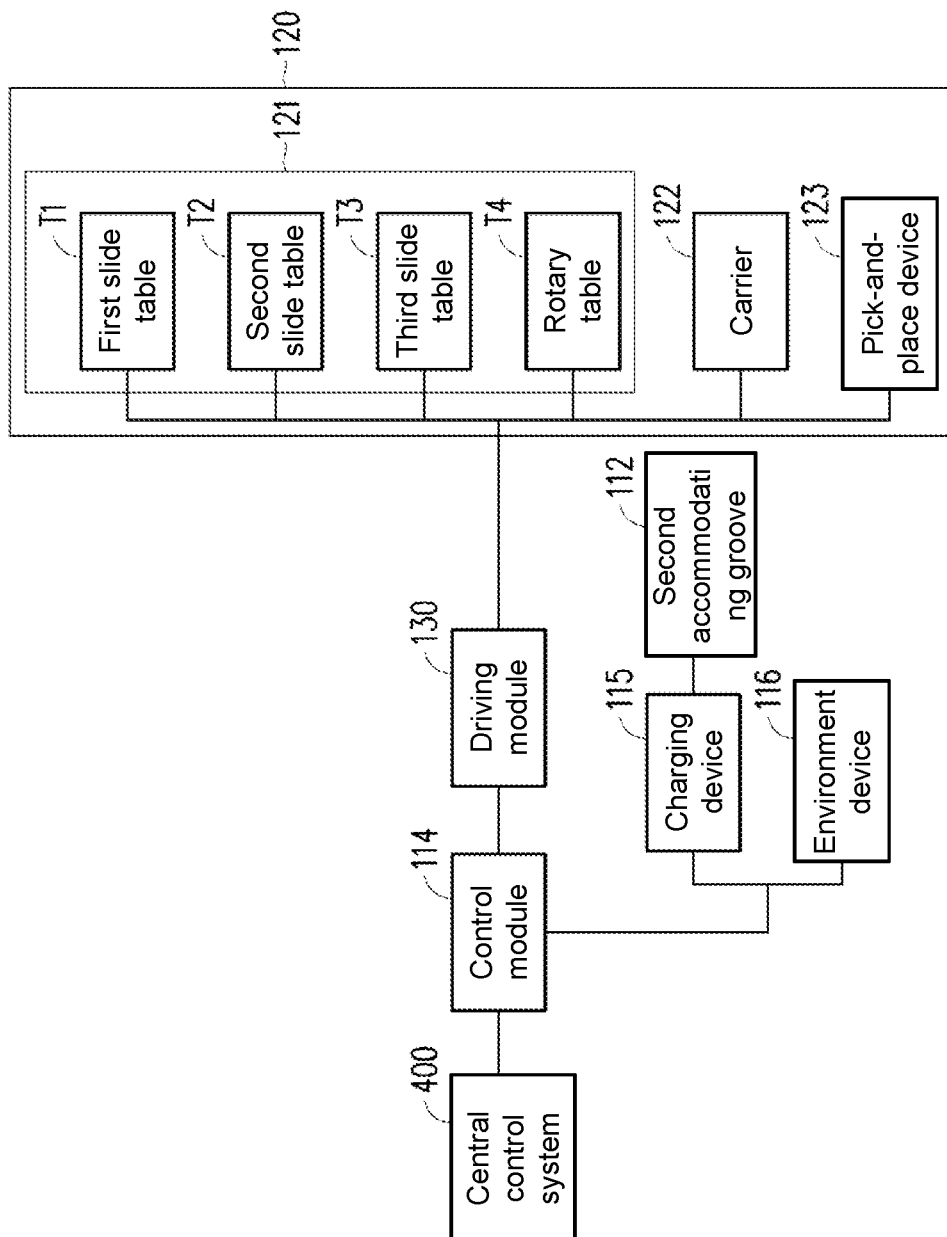 120
121
T1
First slide
table
T2
Second
slide table
T3
Third slide
table
T4
Rotary
table
122
Carrier
123
Pick-and-
place device
130
Driving
module
112
Second
accommodati
ng groove
115
Charging
device
116
Environment
device
114
Control
module
400
Central
control
system